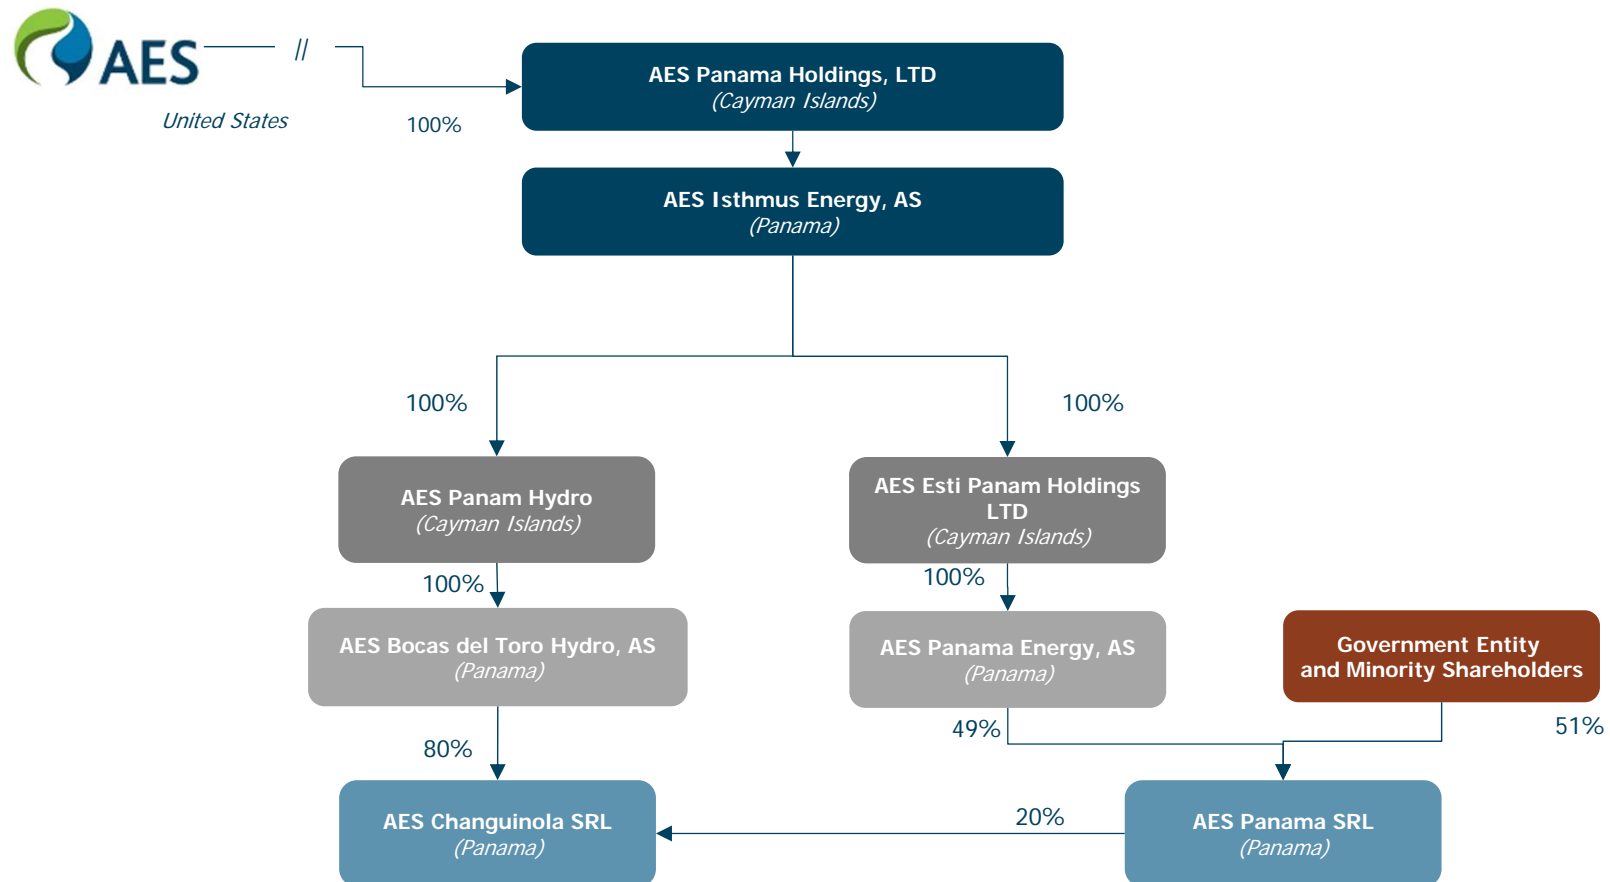 AES
//
United States
100%
AES Panama Holdings, LTD
(Cayman Islands)
AES Isthmus Energy, AS
(Panama)
100%
100%
AES Panam Hydro
(Cayman Islands)
AES Esti Panam Holdings
LTD
(Cayman Islands)
100%
100%
AES Bocas del Toro Hydro, AS
(Panama)
AES Panama Energy, AS
(Panama)
Government Entity
and Minority Shareholders
80%
49%
51%
AES Changuinola SRL
(Panama)
20%
AES Panama SRL
(Panama)